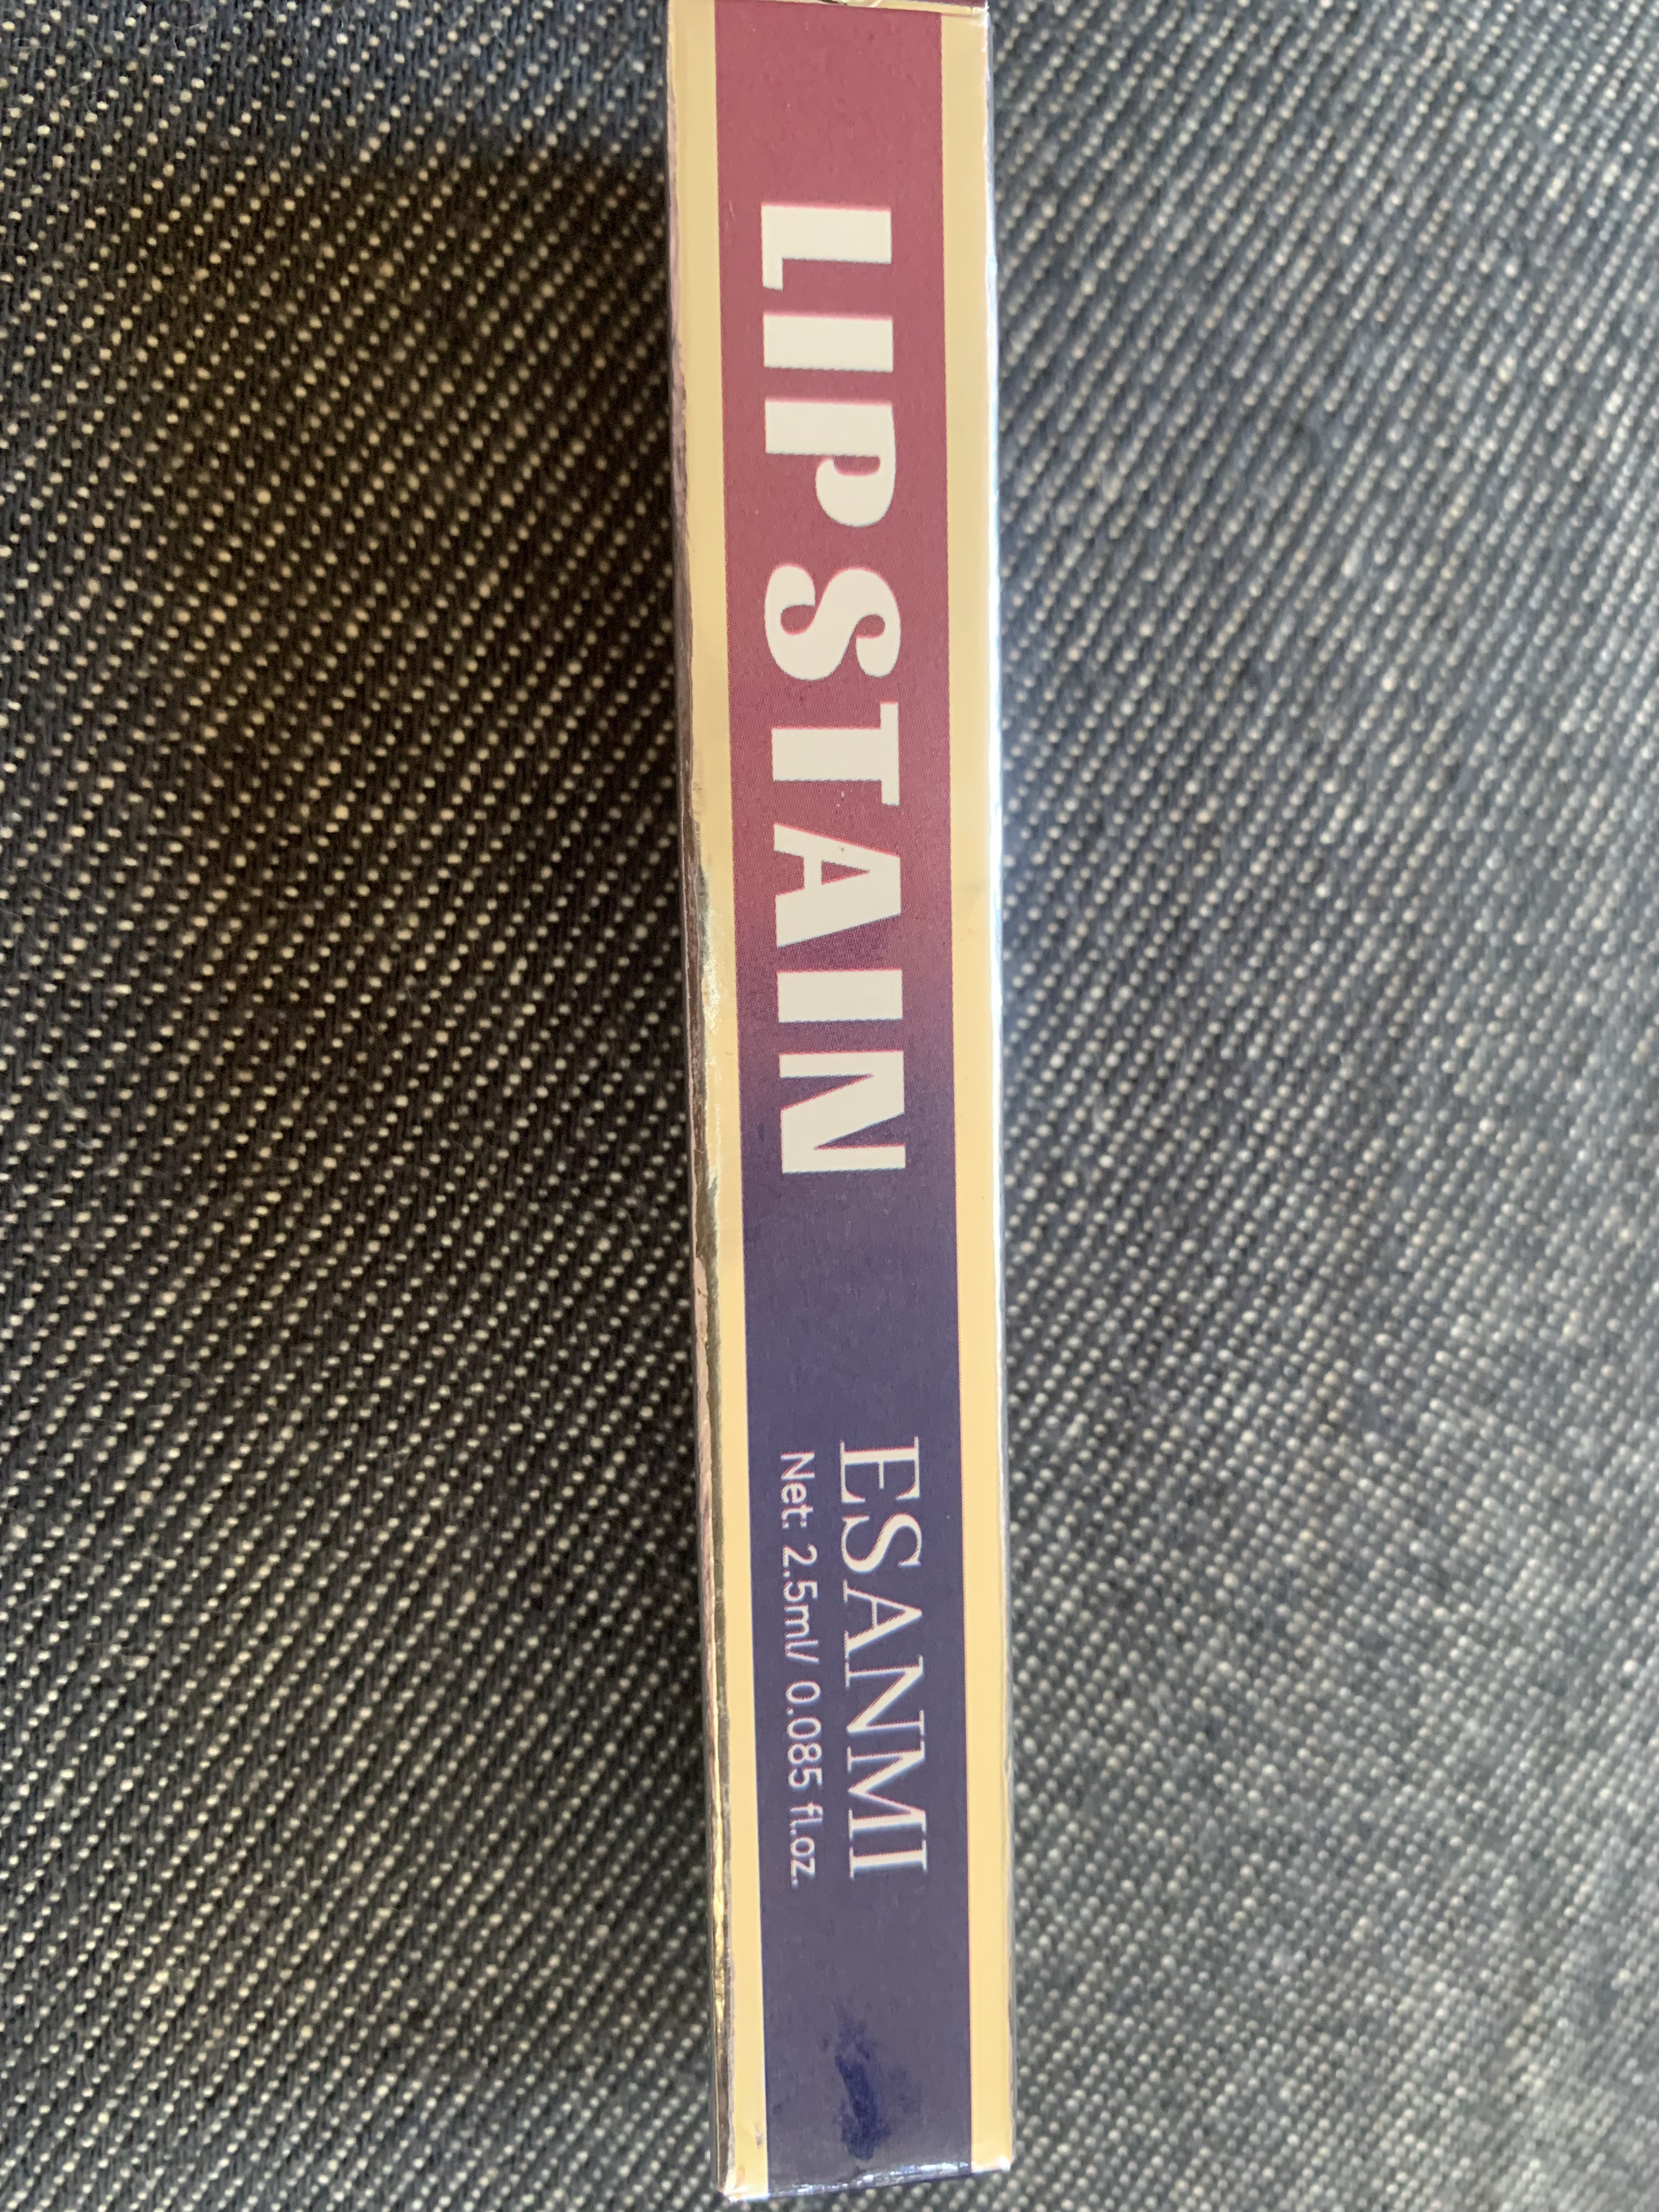 LIP STAIN
ESANMI
Net: 2.5ml/ 0.085 fl.oz.